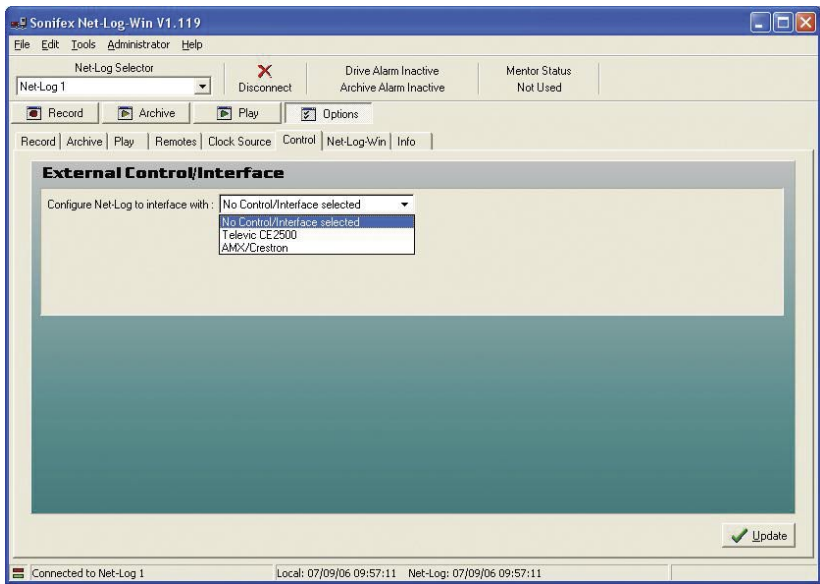 Sonifex Net-Log-Win V1.119
File Edit Tools Administrator Help
Net-Log Selector
Net-Log 1
Disconnect
Drive Alarm Inactive
Archive Alarm Inactive
Mentor Status
Not Used
Record Archive Play Options
Record Archive Play Remotes Clock Source Control Net-Log-Win Info
External Control/Interface
Configure Net-Log to interface with : No Control/Interface selected
No Control/Interface selected
Televic CE2500
AMX/Crestron
Update
Connected to Net-Log 1 Local: 07/09/06 09:57:11 Net-Log: 07/09/06 09:57:11